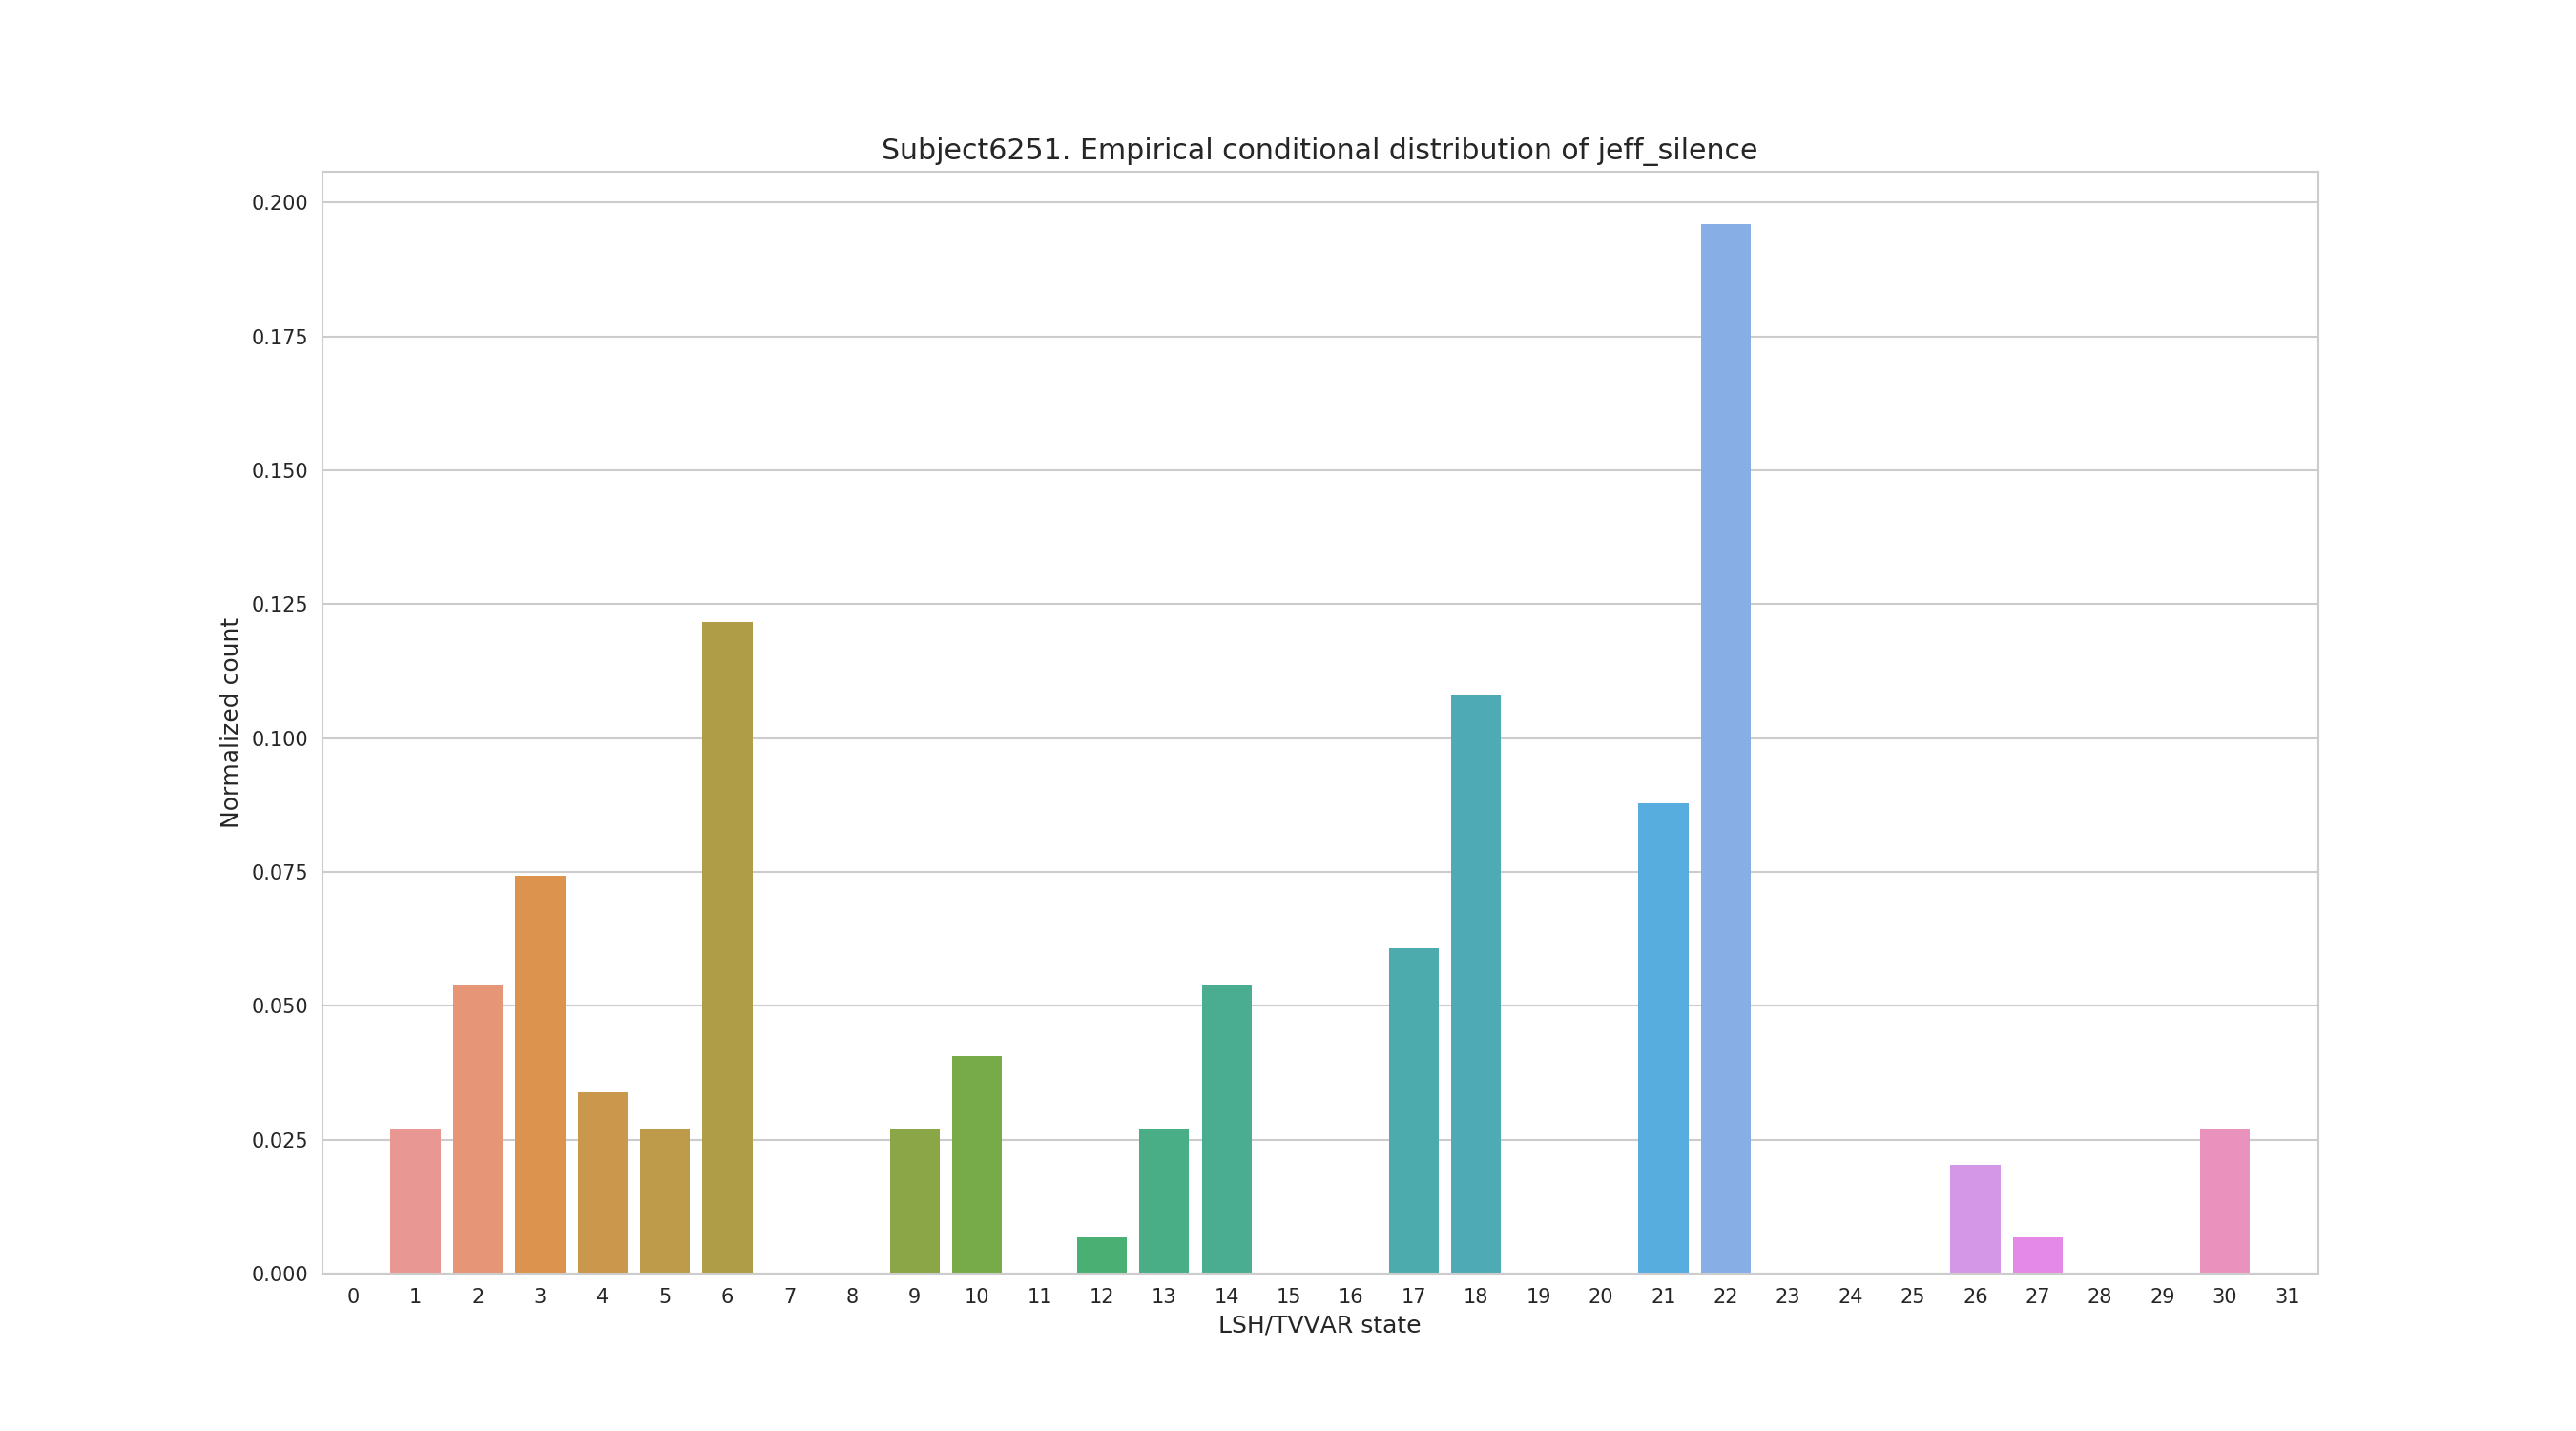 Subject6251. Empirical conditional distribution of jeff_silence
0.200
0.175
0.150
0.125
0.100
0.075
0.050
0.025
0.000
Normalized count
0 1 2 3 4 5 6 7 8 9 10 11 12 13 14 15 16 17 18 19 20 21 22 23 24 25 26 27 28 29 30 31
LSH/TVVAR state